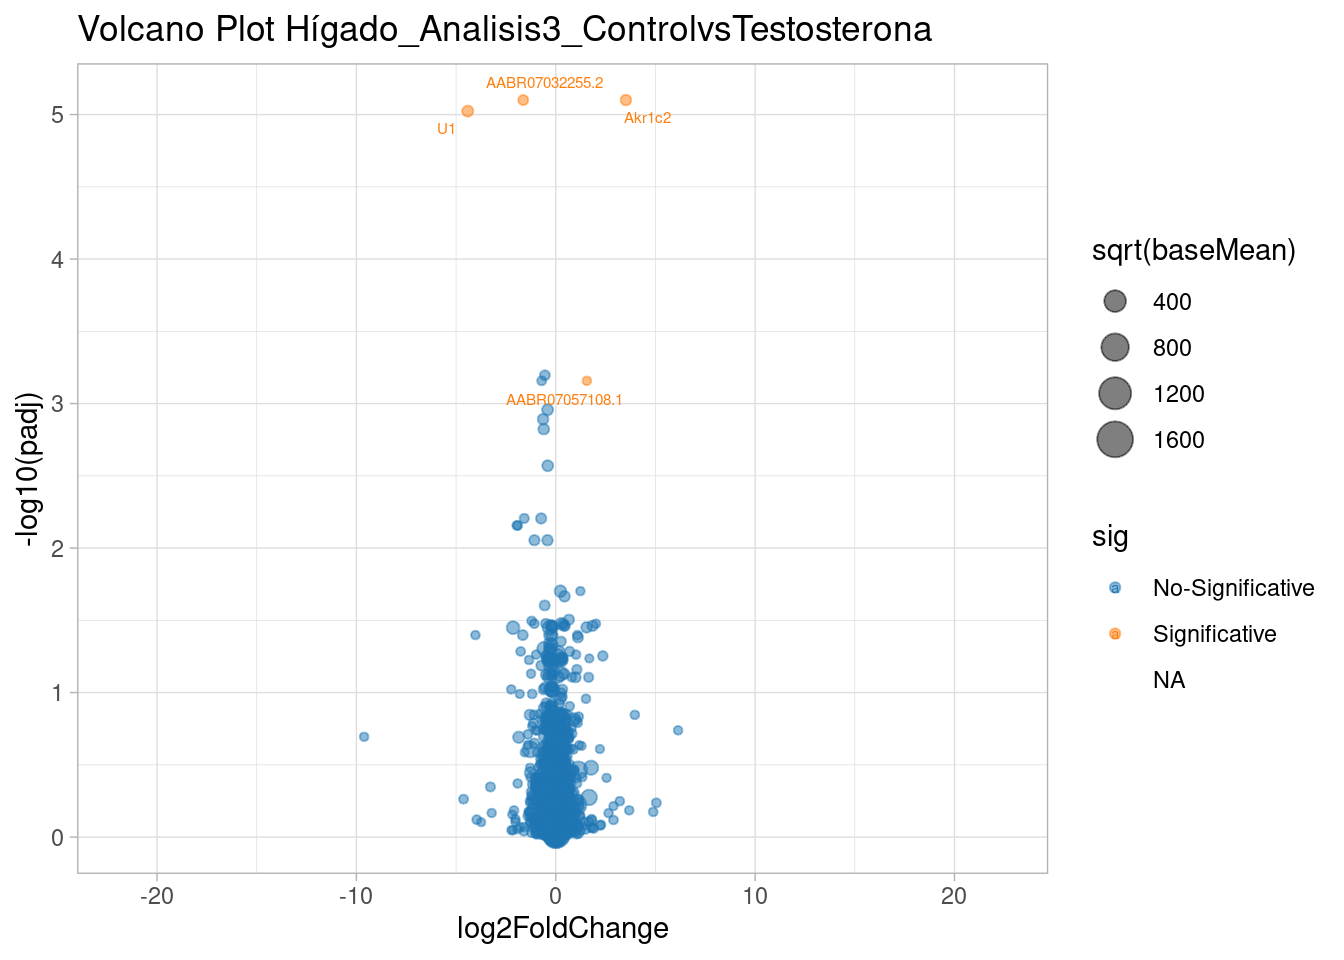 Volcano Plot Hígado_Analisis3_ControlvsTestosterona
AABR07032255.2
Akr1c2
U1
AABR07057108.1
5
4
3
2
1
0
-log10(padj)
-20
-10
0
10
20
log2FoldChange
sqrt(baseMean)
400
800
1200
1600
sig
a No-Significative
a Significative
NA